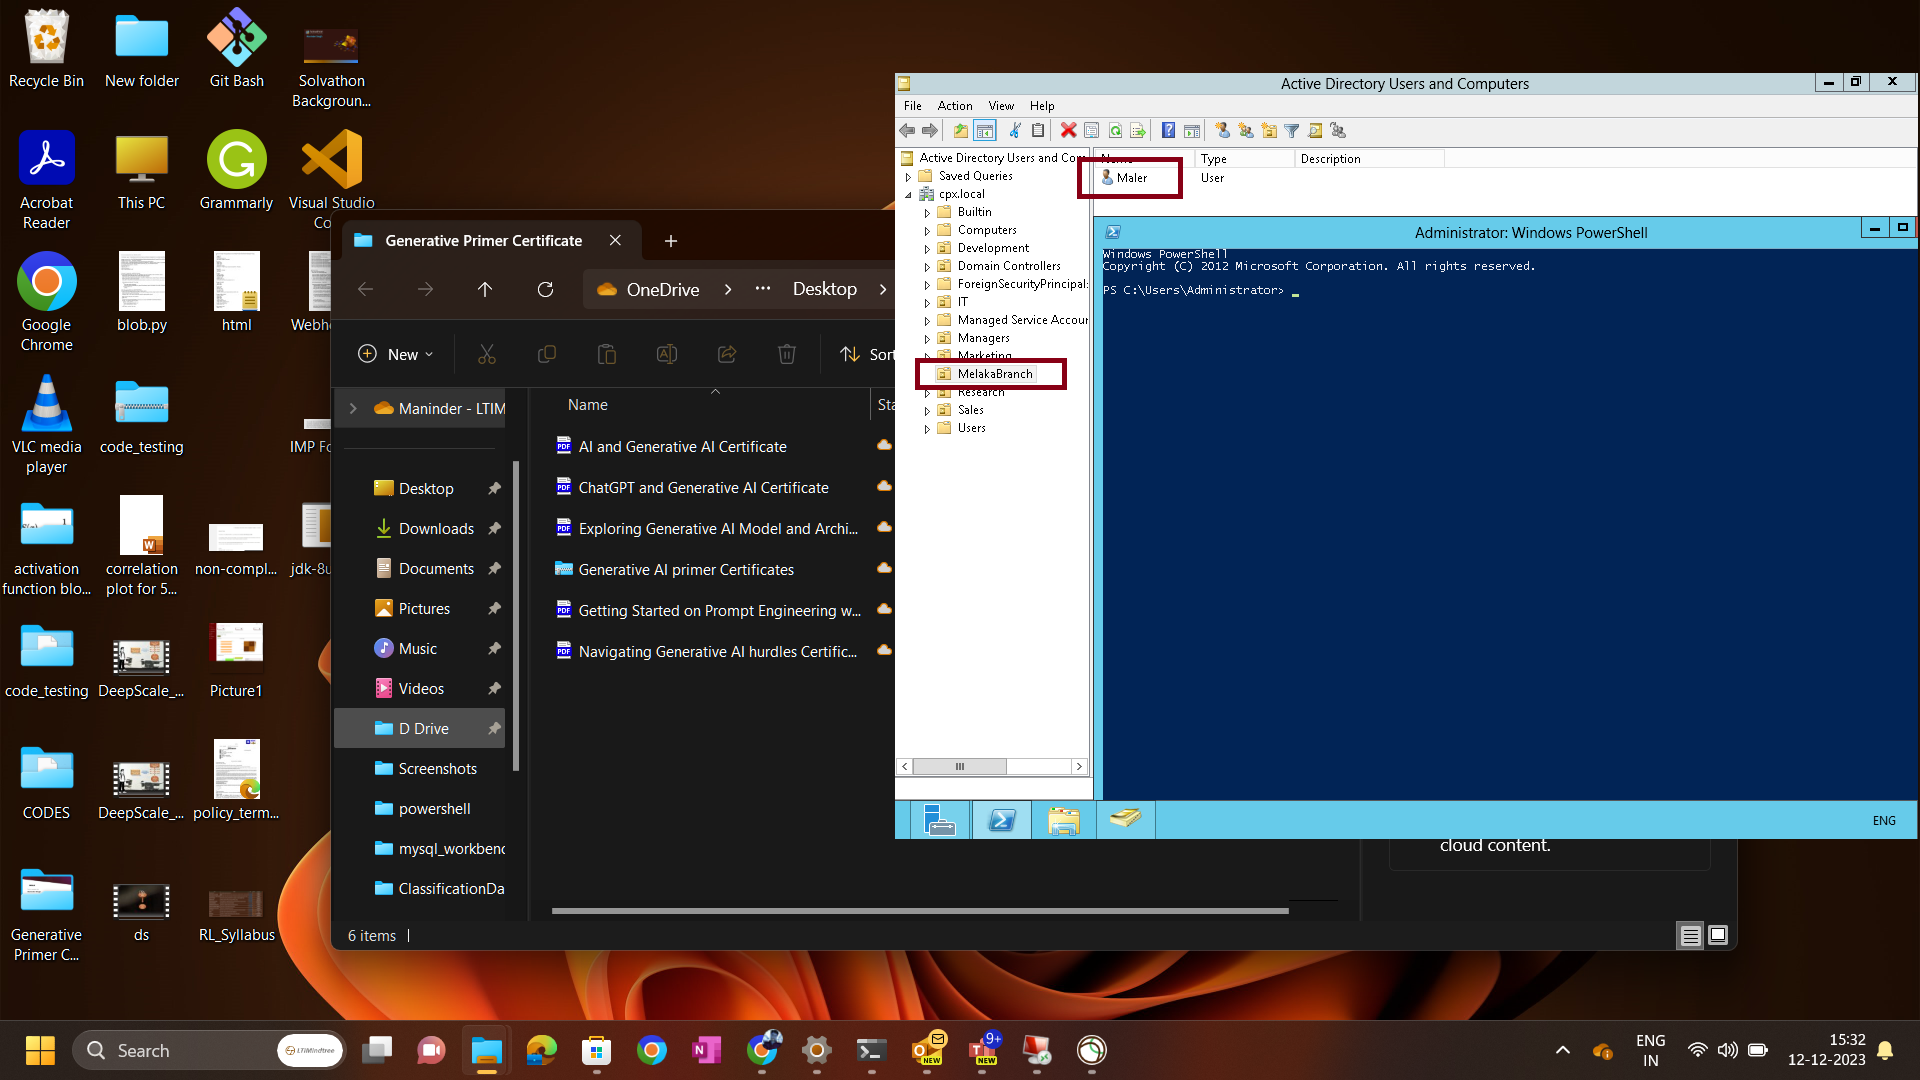 Recycle Bin
New folder
Git Bash
Solvathon
Backgroun...
Acrobat
Reader
This PC
Grammarly
Visual Studio
Co
Google
Chrome
blob.py
html
Webh
VLC media
player
code_testing
IMP Fo
activation
function blo...
correlation
plot for 5...
non-compl...
jdk-8u
code_testing
DeepScale_...
Picture1
CODES
DeepScale_...
policy_term...
Generative
Primer C...
ds
RL_Syllabus
Generative Primer Certificate
OneDrive
...
Desktop
New
Sort
Maninder - LTIM
Desktop
Downloads
Documents
Pictures
Music
Videos
D Drive
Screenshots
powershell
mysql_workbenc
ClassificationDa
Name
Sta
AI and Generative AI Certificate
ChatGPT and Generative AI Certificate
Exploring Generative AI Model and Archi...
Generative AI primer Certificates
Getting Started on Prompt Engineering w...
Navigating Generative AI hurdles Certific...
6 items
cloud content.
Active Directory Users and Computers
File Action View Help
Active Directory Users and Com
Saved Queries
cpx.local
Builtin
Computers
Development
Domain Controllers
ForeignSecurityPrincipals
IT
Managed Service Accour
Managers
Marketing
MelakaBranch
Research
Sales
Users
Name Type Description
Maler User
Administrator: Windows PowerShell
Windows PowerShell
Copyright (C) 2012 Microsoft Corporation. All rights reserved.
PS C:\Users\Administrator> _
ENG
Search
LTIMindtree
NEW
9+
NEW
ENG
IN
15:32
12-12-2023